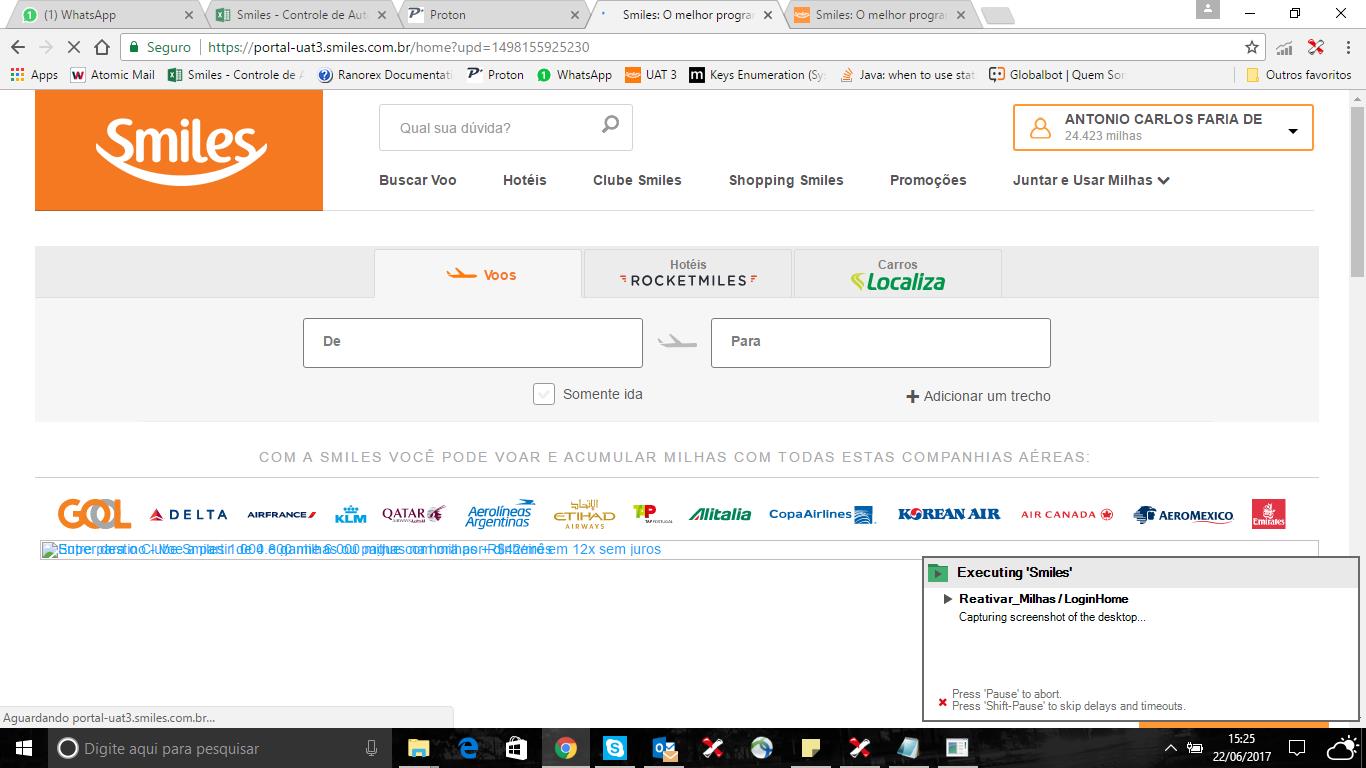 (1) WhatsApp
Smiles - Controle de Aut
Proton
Smiles: O melhor progra
Smiles: O melhor progra
Seguro
https://portal-uat3.smiles.com.br/home?upd=1498155925230
Apps
Atomic Mail
Smiles - Controle de A
Ranorex Documentati
Proton
WhatsApp
UAT 3
Keys Enumeration (Sy
Java: when to use stat
Globalbot | Quem Son
Outros favoritos
Smiles
Qual sua dúvida?
ANTONIO CARLOS FARIA DE
24.423 milhas
Buscar Voo
Hotéis
Clube Smiles
Shopping Smiles
Promoções
Juntar e Usar Milhas
Voos
Hotéis
ROCKETMILES
Carros
Localiza
De
Para
Somente ida
Adicionar um trecho
COM A SMILES VOCÊ PODE VOAR E ACUMULAR MILHAS COM TODAS ESTAS COMPANHIAS AÉREAS:
GOL
DELTA
AIRFRANCE
KLM
QATAR
Aerolíneas Argentinas
الإتحاد
ETIHAD
AIRWAYS
TAP
TAP PORTUGAL
Alitalia
CopaAirlines
KOREAN AIR
AIR CANADA
AEROMEXICO
Emirates
em 12x sem juros
Executing 'Smiles'
Reativar_Milhas / LoginHome
Capturing screenshot of the desktop...
Press 'Pause' to abort.
Press 'Shift-Pause' to skip delays and timeouts.
Aguardando portal-uat3.smiles.com.br...
Digite aqui para pesquisar
15:25
22/06/2017